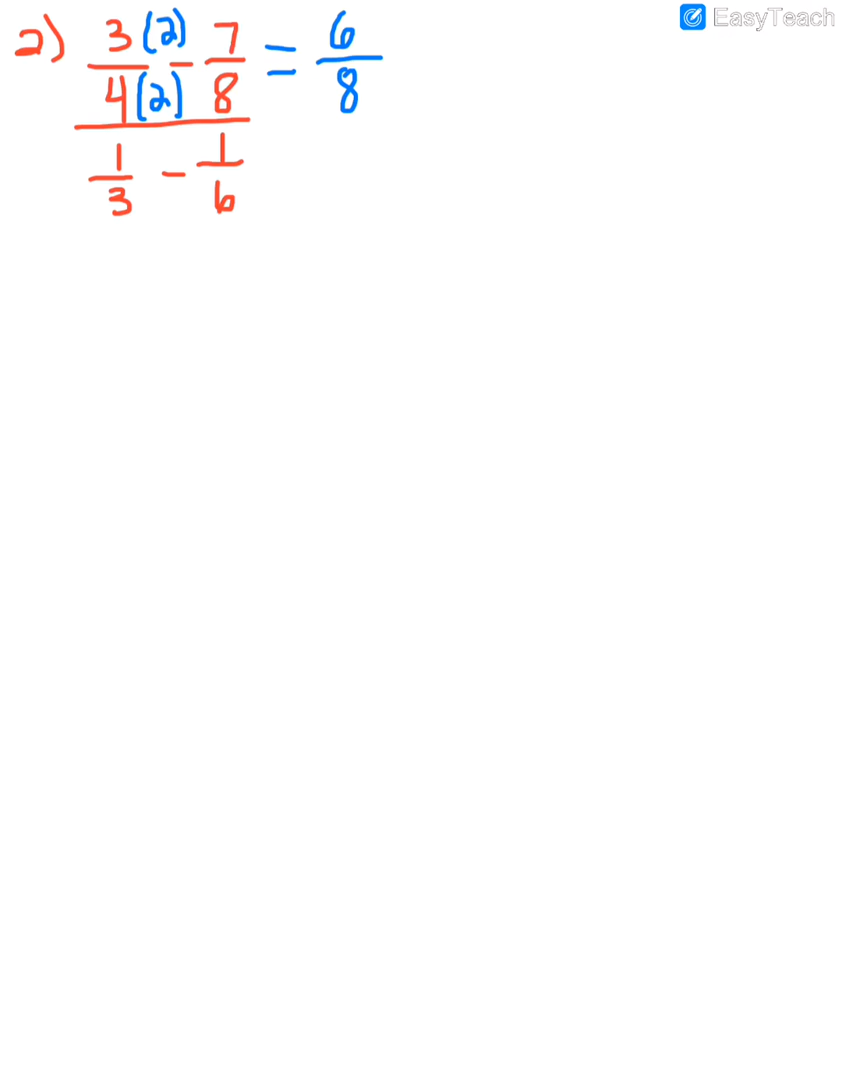 EasyTeach
2) 3(2)/4(2) - 7/8 = 6/8
1/3 - 1/6